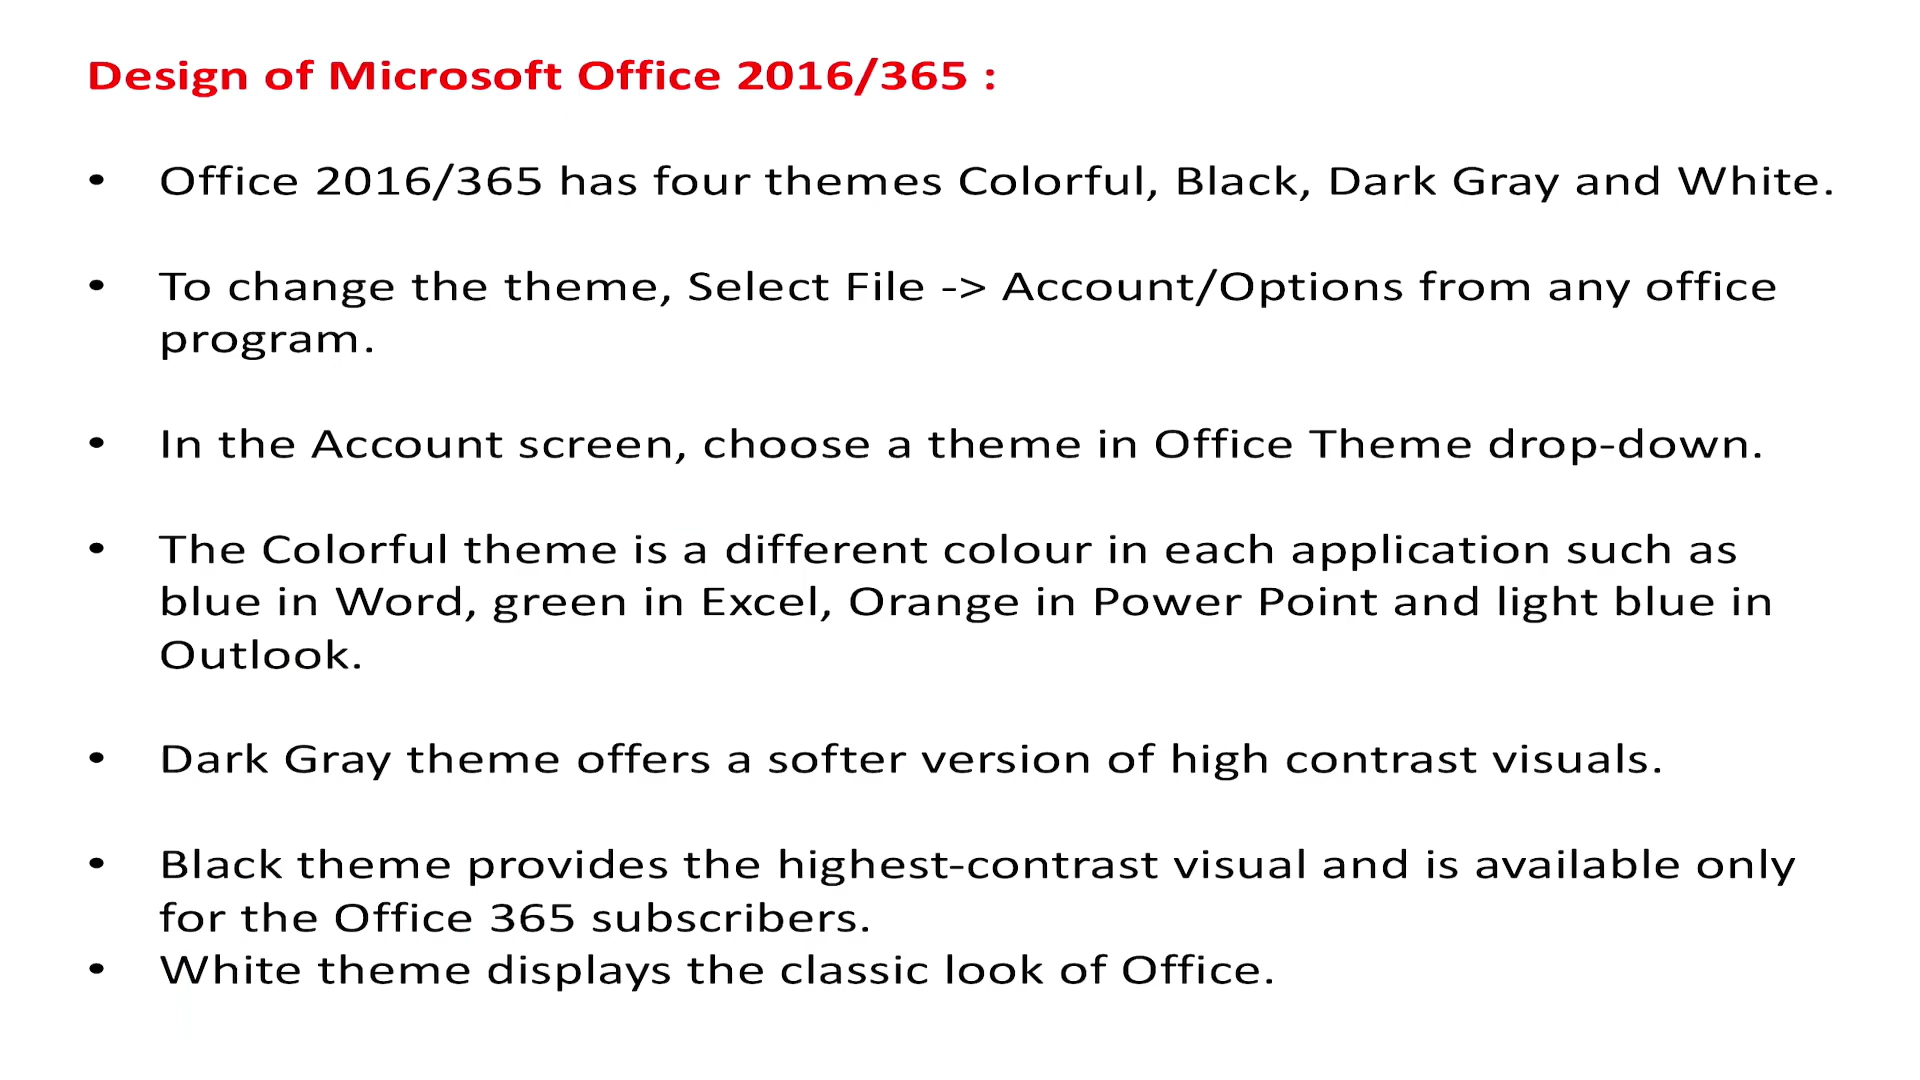 Design of Microsoft Office 2016/365 :
• Office 2016/365 has four themes Colorful, Black, Dark Gray and White.
• To change the theme, Select File -> Account/Options from any office
program.
• In the Account screen, choose a theme in Office Theme drop-down.
• The Colorful theme is a different colour in each application such as
blue in Word, green in Excel, Orange in Power Point and light blue in
Outlook.
• Dark Gray theme offers a softer version of high contrast visuals.
• Black theme provides the highest-contrast visual and is available only
for the Office 365 subscribers.
• White theme displays the classic look of Office.